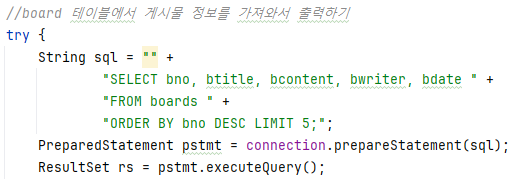 //board 테이블에서 게시물 정보를 가져와서 출력하기
try {
String sql = "" +
"SELECT bno, btitle, bcontent, bwriter, bdate " +
"FROM boards " +
"ORDER BY bno DESC LIMIT 5;";
PreparedStatement pstmt = connection.prepareStatement(sql);
ResultSet rs = pstmt.executeQuery();